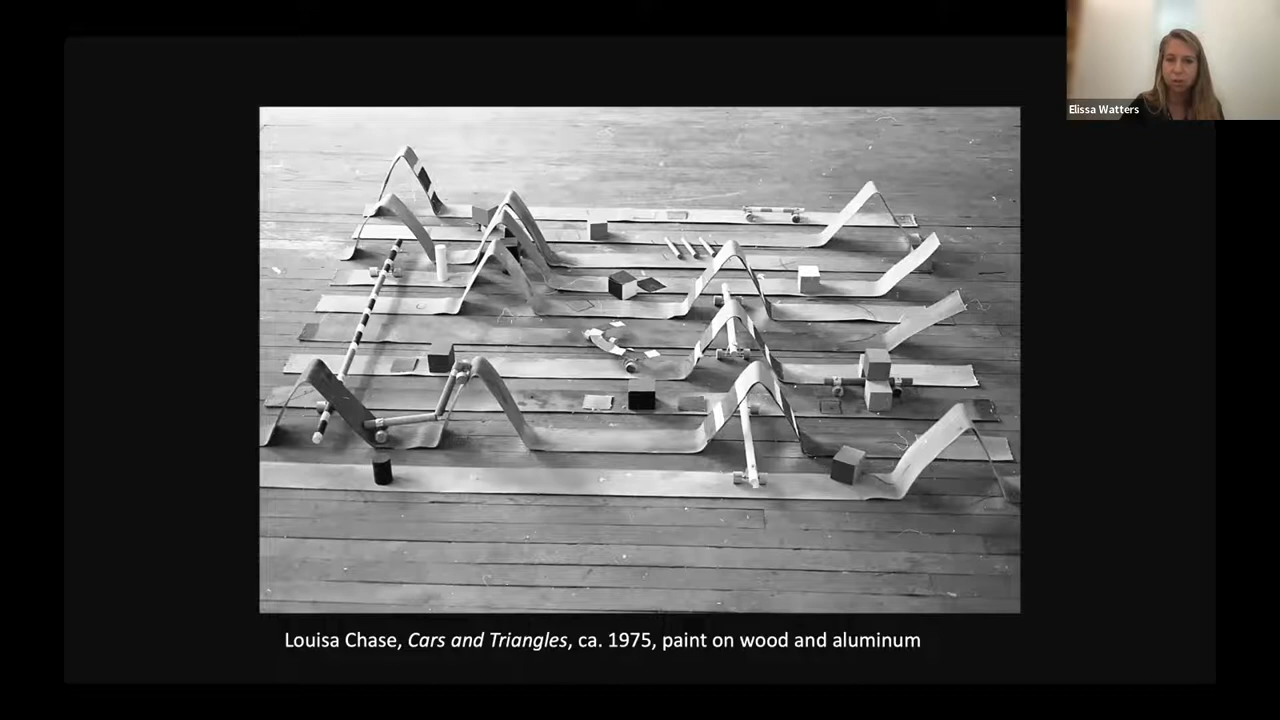 Elissa Watters
Louisa Chase, Cars and Triangles, ca. 1975, paint on wood and aluminum